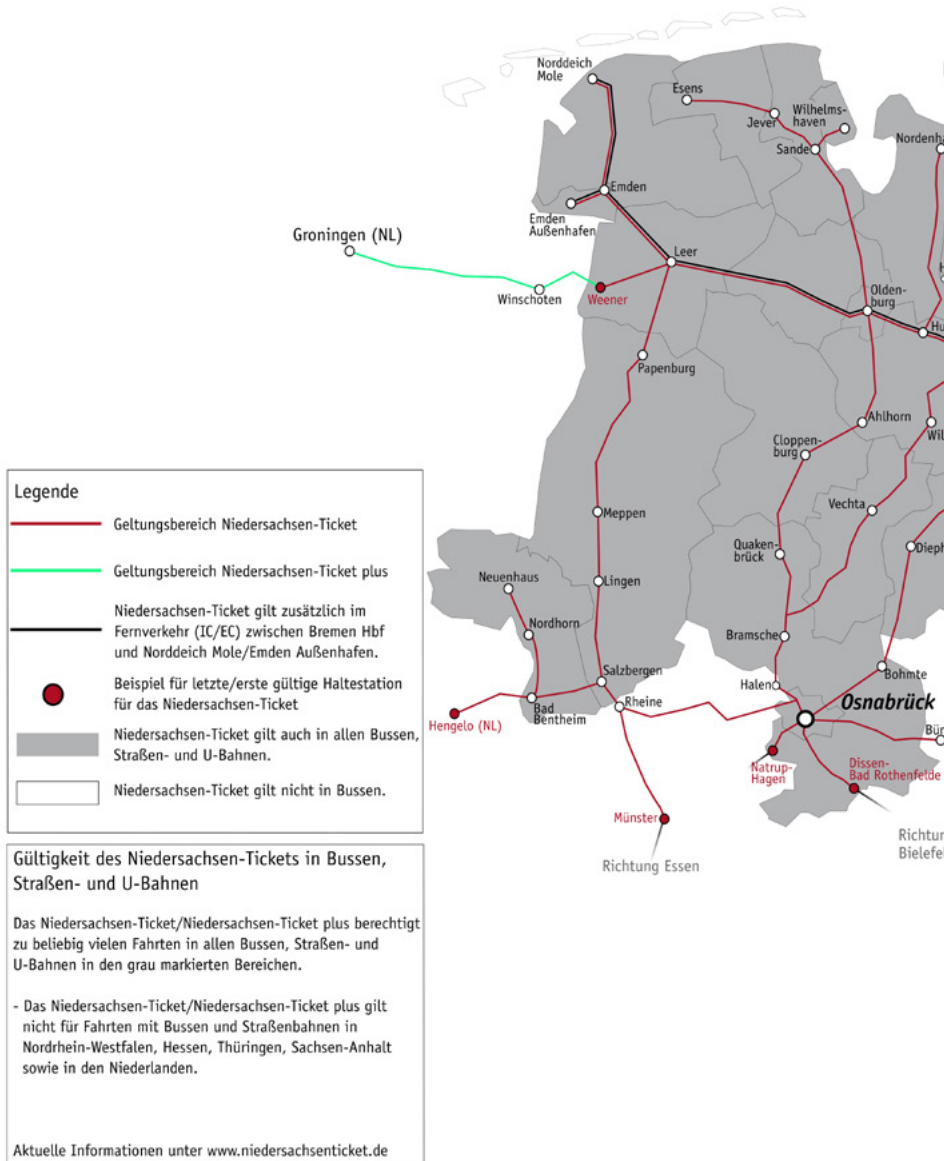 Norddeich
Mole
Esens
Jever
Wilhelms-
haven
Sande
Nordenha
Emden
Emden
Außenhafen
Groningen (NL)
Leer
Winschoten
Weener
Olden-
burg
H
Hu
Papenburg
Ahlhorn
Wil
Cloppen-
burg
Vechta
Meppen
Quaken-
brück
Dieph
Neuenhaus
Lingen
Nordhorn
Bramsche
Salzbergen
Halen
Bohmte
Rheine
Osnabrück
Bad
Bentheim
Hengelo (NL)
Bün
Natrup-
Hagen
Dissen-
Bad Rothenfelde
Münster
Richtung Essen
Richtun
Bielefel
Legende
Geltungsbereich Niedersachsen-Ticket
Geltungsbereich Niedersachsen-Ticket plus
Niedersachsen-Ticket gilt zusätzlich im
Fernverkehr (IC/EC) zwischen Bremen Hbf
und Norddeich Mole/Emden Außenhafen.
Beispiel für letzte/erste gültige Haltestation
für das Niedersachsen-Ticket
Niedersachsen-Ticket gilt auch in allen Bussen,
Straßen- und U-Bahnen.
Niedersachsen-Ticket gilt nicht in Bussen.
Gültigkeit des Niedersachsen-Tickets in Bussen,
Straßen- und U-Bahnen
Das Niedersachsen-Ticket/Niedersachsen-Ticket plus berechtigt
zu beliebig vielen Fahrten in allen Bussen, Straßen- und
U-Bahnen in den grau markierten Bereichen.
- Das Niedersachsen-Ticket/Niedersachsen-Ticket plus gilt
nicht für Fahrten mit Bussen und Straßenbahnen in
Nordrhein-Westfalen, Hessen, Thüringen, Sachsen-Anhalt
sowie in den Niederlanden.
Aktuelle Informationen unter www.niedersachsenticket.de